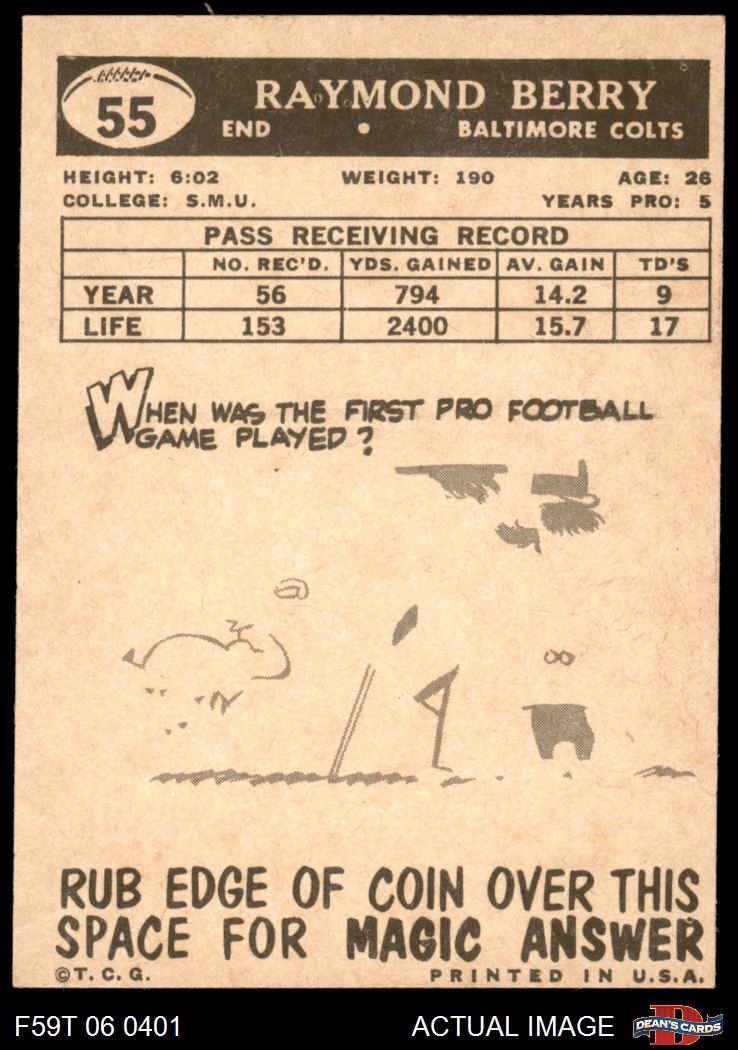 55
RAYMOND BERRY
END • BALTIMORE COLTS
HEIGHT: 6:02 WEIGHT: 190 AGE: 26
COLLEGE: S.M.U. YEARS PRO: 5
PASS RECEIVING RECORD
NO. REC'D. YDS. GAINED AV. GAIN TD'S
YEAR 56 794 14.2 9
LIFE 153 2400 15.7 17
WHEN WAS THE FIRST PRO FOOTBALL
GAME PLAYED?
RUB EDGE OF COIN OVER THIS
SPACE FOR MAGIC ANSWER
©T. C. G. PRINTED IN U.S.A.
F59T 06 0401 ACTUAL IMAGE D DEAN'S CARDS